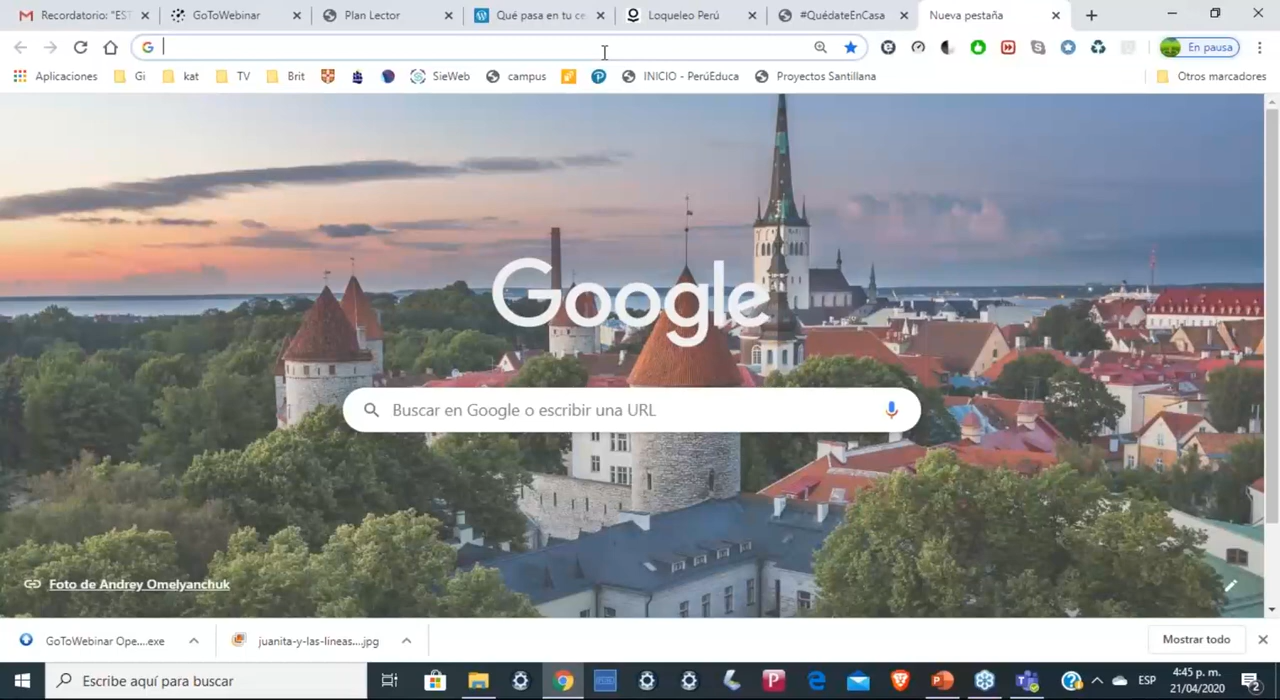 Recordatorio: "EST
GoToWebinar
Plan Lector
Qué pasa en tu ce
Loqueleo Perú
#QuédateEnCasa
Nueva pestaña
En pausa
Aplicaciones
Gi
kat
TV
Brit
SieWeb
campus
INICIO - PerúEduca
Proyectos Santillana
Otros marcadores
Google
Buscar en Google o escribir una URL
Foto de Andrey Omelyanchuk
GoToWebinar Ope....exe
juanita-y-las-lineas....jpg
Mostrar todo
Escribe aquí para buscar
ESP
4:45 p. m.
21/04/2020
2